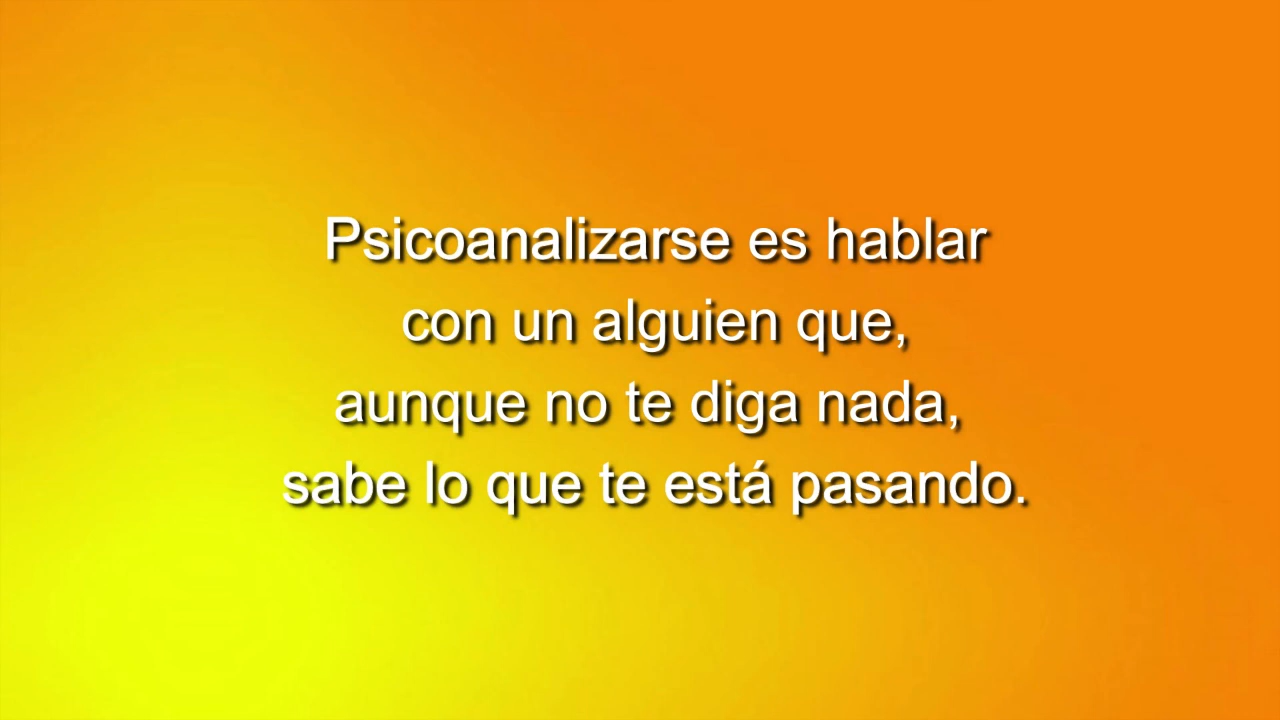 Psicoanalizarse es hablar
con un alguien que,
aunque no te diga nada,
sabe lo que te está pasando.